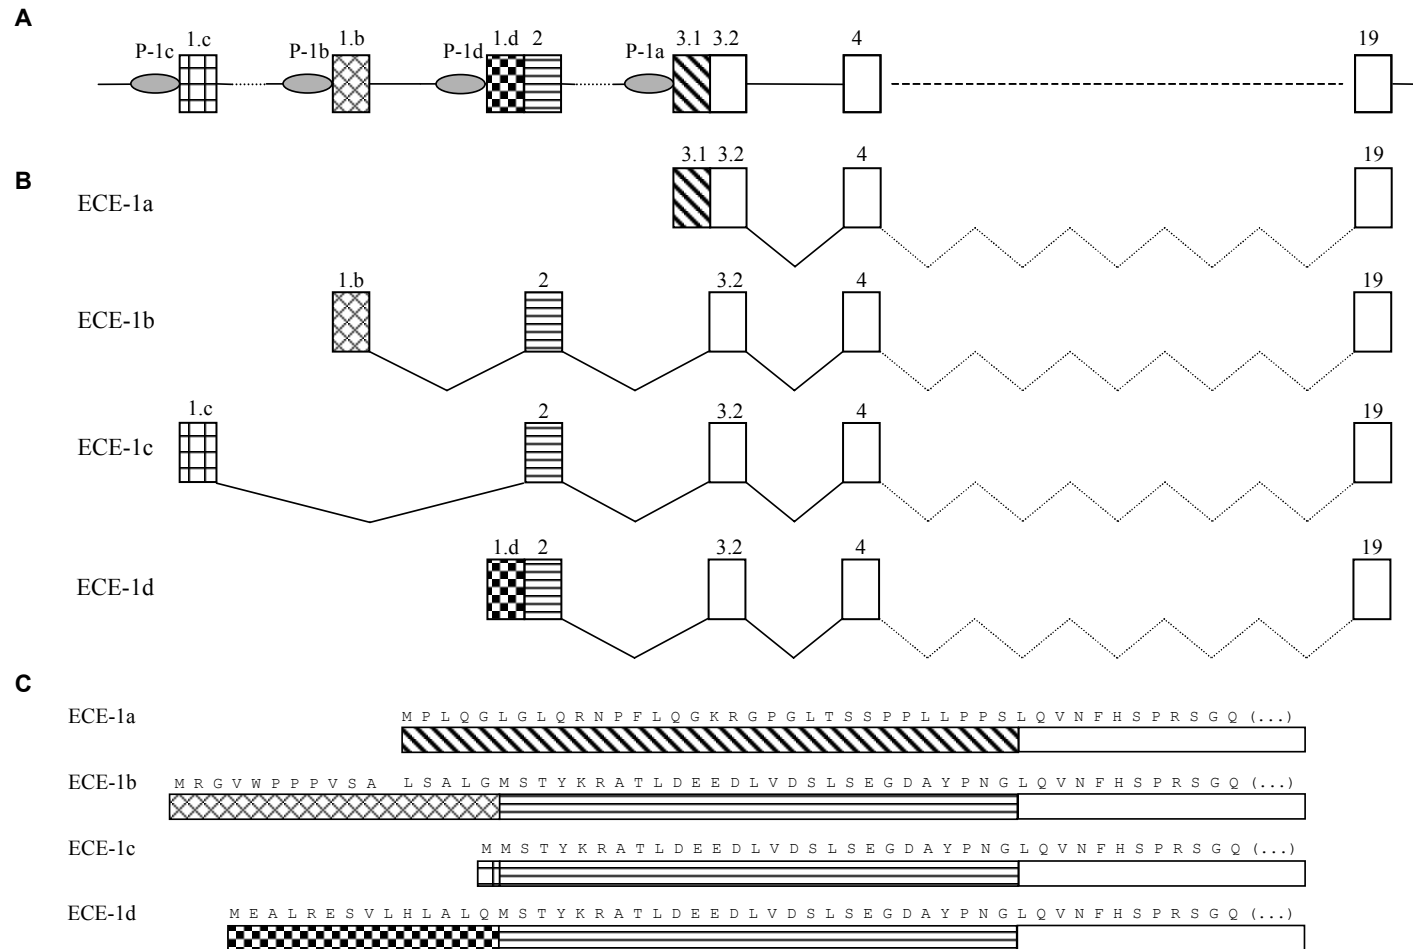 A
P-1c 1.c P-1b 1.b P-1d 1.d 2 P-1a 3.1 3.2 4 19
B
3.1 3.2 4 19
ECE-1a
1.b 2 3.2 4 19
ECE-1b
1.c 2 3.2 4 19
ECE-1c
1.d 2 3.2 4 19
ECE-1d
C
ECE-1a M P L Q G L G L Q R N P F L Q G K R G P G L T S S P P L L P P S L Q V N F H S P R S G Q (...)
ECE-1b M R G V W P P P V S A L S A L G M S T Y K R A T L D E E D L V D S L S E G D A Y P N G L Q V N F H S P R S G Q (...)
ECE-1c M M S T Y K R A T L D E E D L V D S L S E G D A Y P N G L Q V N F H S P R S G Q (...)
ECE-1d M E A L R E S V L H L A L Q M S T Y K R A T L D E E D L V D S L S E G D A Y P N G L Q V N F H S P R S G Q (...)